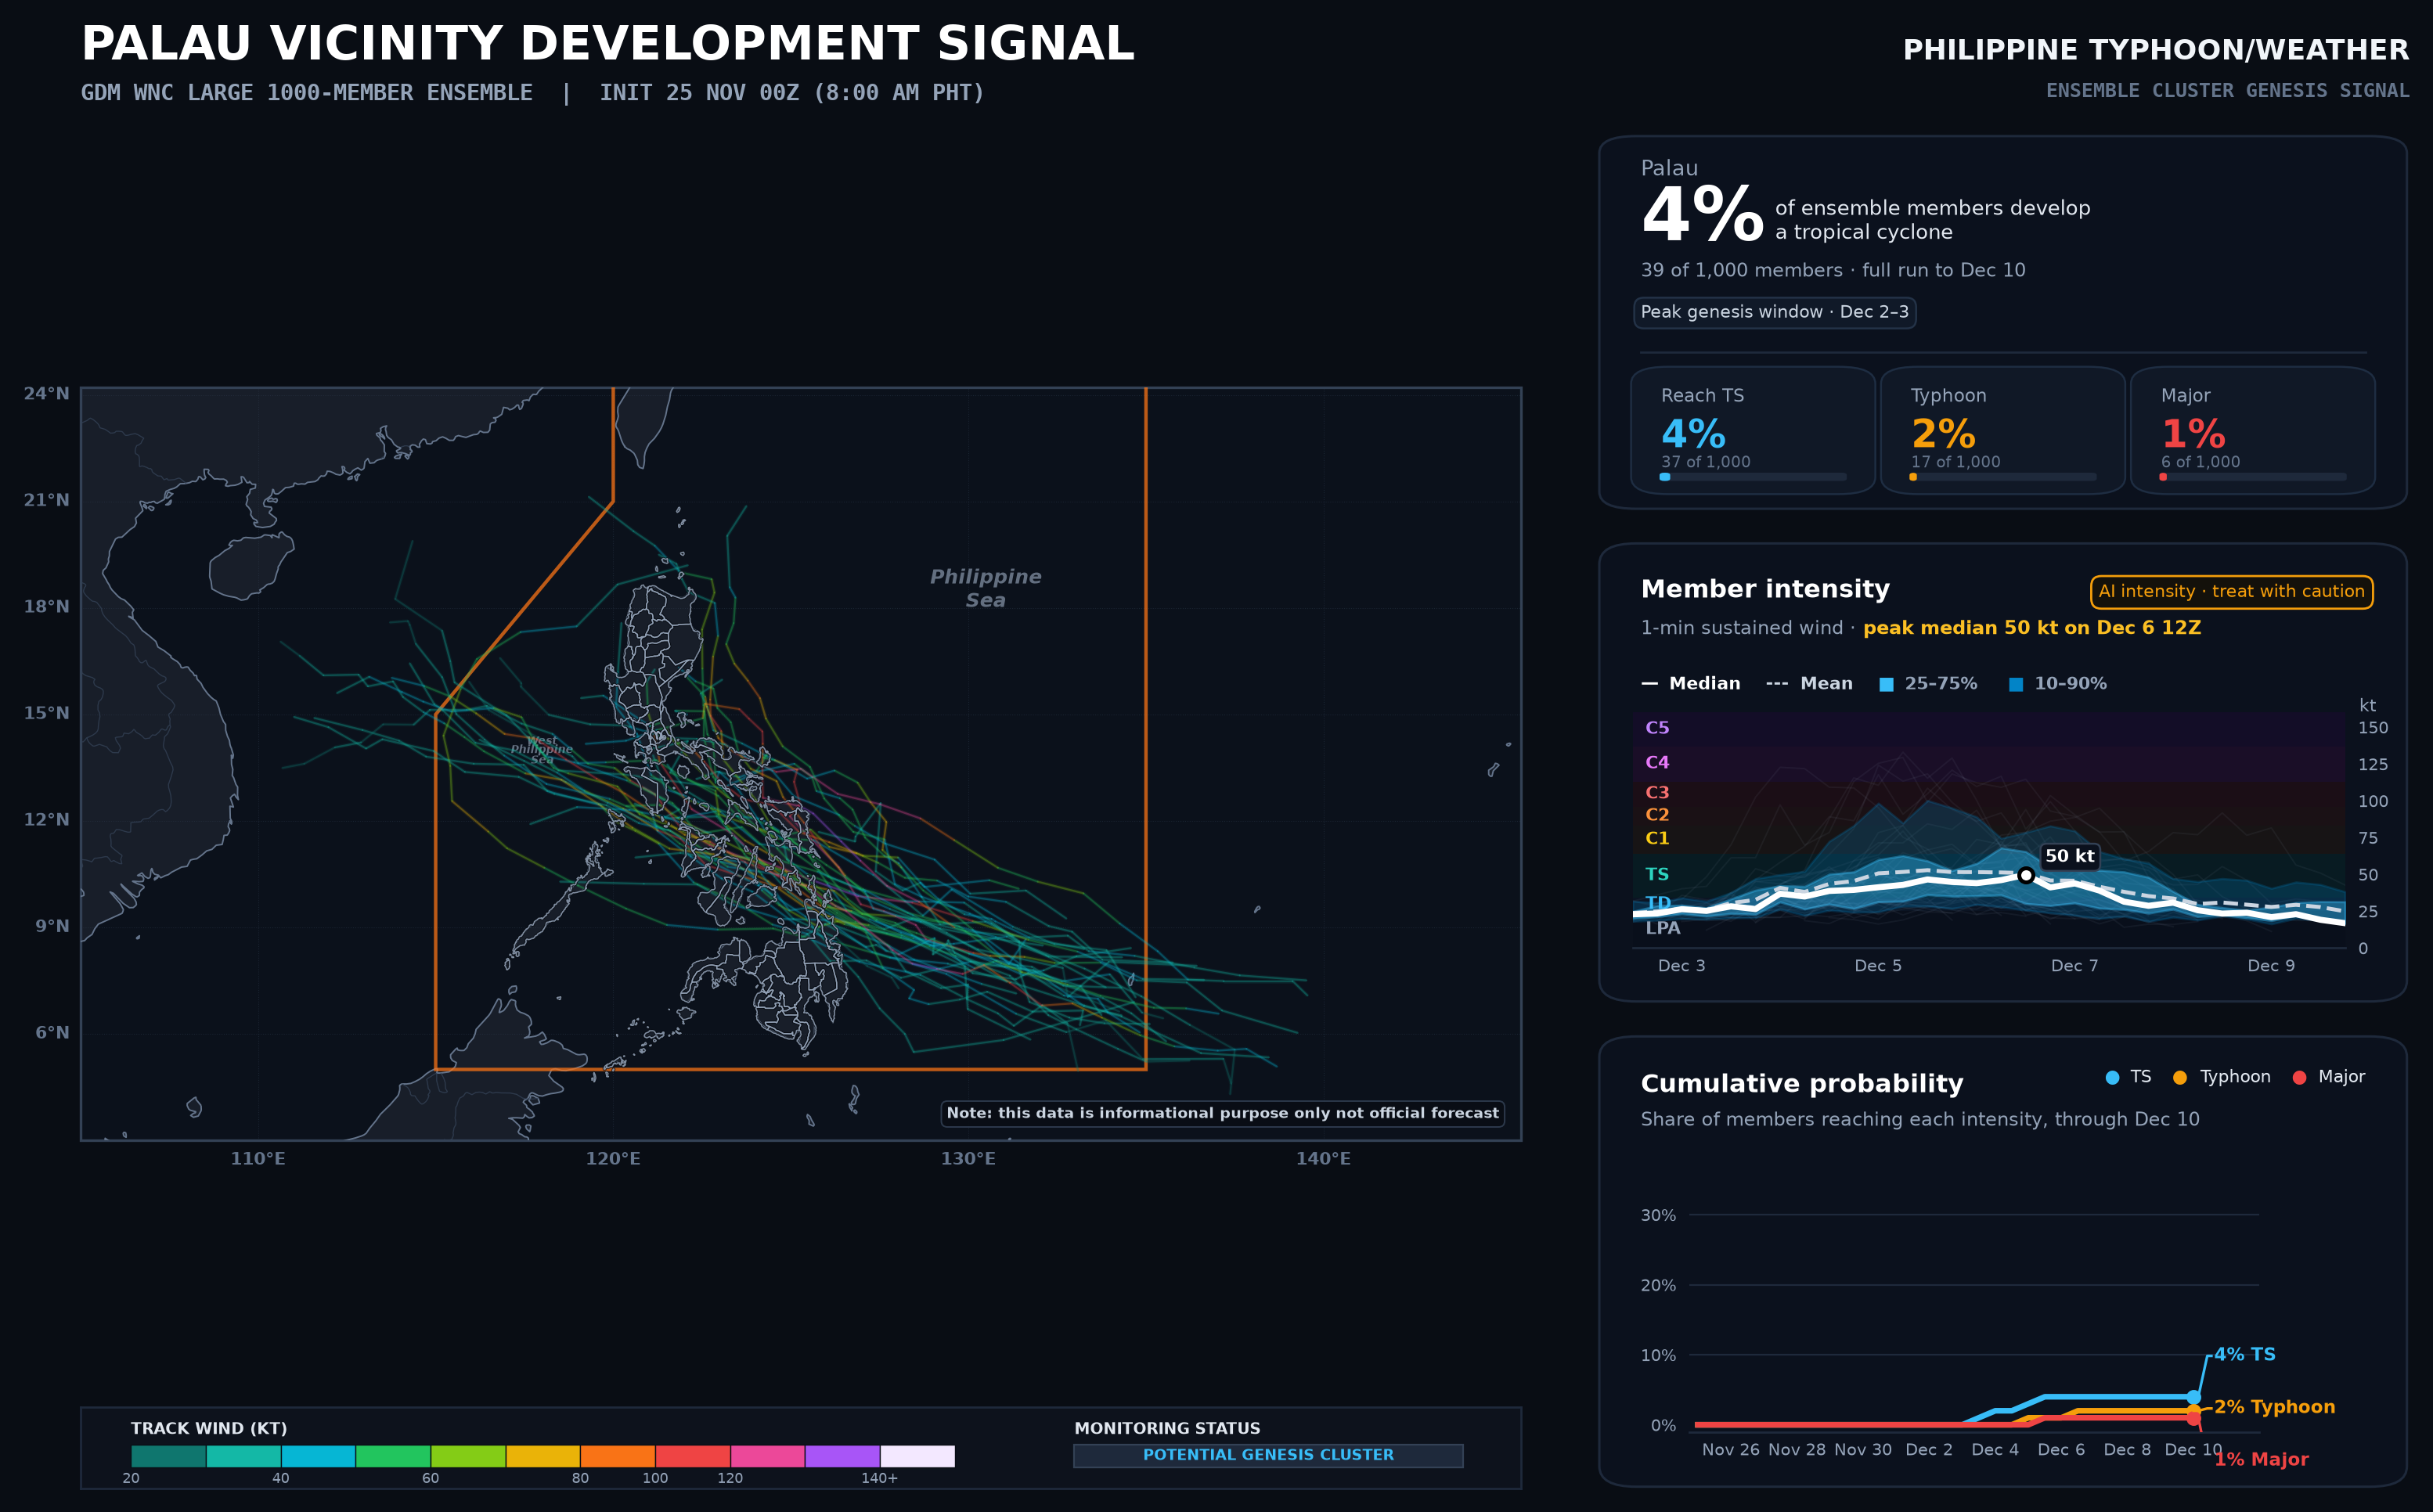 PALAU VICINITY DEVELOPMENT SIGNAL
GDM WNC LARGE 1000-MEMBER ENSEMBLE | INIT 25 NOV 00Z (8:00 AM PHT)
PHILIPPINE TYPHOON/WEATHER
ENSEMBLE CLUSTER GENESIS SIGNAL
24°N
21°N
18°N
15°N
12°N
9°N
6°N
110°E
120°E
130°E
140°E
Philippine
Sea
West
Philippine
Sea
Note: this data is informational purpose only not official forecast
TRACK WIND (KT)
20
40
60
80
100
120
140+
MONITORING STATUS
POTENTIAL GENESIS CLUSTER
Palau
4%
of ensemble members develop
a tropical cyclone
39 of 1,000 members · full run to Dec 10
Peak genesis window · Dec 2–3
Reach TS
4%
37 of 1,000
Typhoon
2%
17 of 1,000
Major
1%
6 of 1,000
Member intensity
AI intensity · treat with caution
1-min sustained wind · peak median 50 kt on Dec 6 12Z
Median
Mean
25–75%
10–90%
kt
C5
C4
C3
C2
C1
TS
TD
LPA
150
125
100
75
50
25
0
50 kt
Dec 3
Dec 5
Dec 7
Dec 9
Cumulative probability
TS
Typhoon
Major
Share of members reaching each intensity, through Dec 10
30%
20%
10%
0%
4% TS
2% Typhoon
1% Major
Nov 26
Nov 28
Nov 30
Dec 2
Dec 4
Dec 6
Dec 8
Dec 10